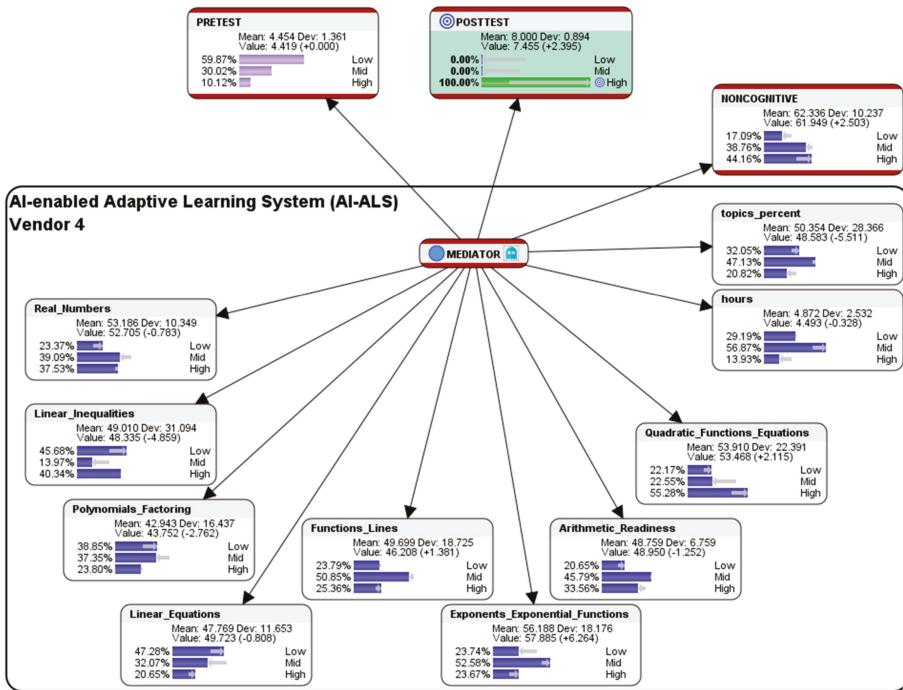 PRETEST
Mean: 4.454 Dev: 1.361
Value: 4.419 (+0.000)
59.87% Low
30.02% Mid
10.12% High
POSTTEST
Mean: 8.000 Dev: 0.894
Value: 7.455 (+2.395)
0.00% Low
0.00% Mid
100.00% High
NONCOGNITIVE
Mean: 62.336 Dev: 10.237
Value: 61.949 (+2.503)
17.09% Low
38.76% Mid
44.16% High
AI-enabled Adaptive Learning System (AI-ALS)
Vendor 4
MEDIATOR
topics_percent
Mean: 50.354 Dev: 28.366
Value: 48.583 (-5.511)
32.05% Low
47.13% Mid
20.82% High
hours
Mean: 4.872 Dev: 2.532
Value: 4.493 (-0.328)
29.19% Low
56.87% Mid
13.93% High
Real_Numbers
Mean: 53.186 Dev: 10.349
Value: 52.705 (-0.783)
23.37% Low
39.09% Mid
37.53% High
Linear_Inequalities
Mean: 49.010 Dev: 31.094
Value: 48.335 (-4.859)
45.68% Low
13.97% Mid
40.34% High
Quadratic_Functions_Equations
Mean: 53.910 Dev: 22.391
Value: 53.468 (+2.115)
22.17% Low
22.55% Mid
55.28% High
Polynomials_Factoring
Mean: 42.943 Dev: 16.437
Value: 43.752 (-2.762)
38.85% Low
37.35% Mid
23.80% High
Functions_Lines
Mean: 49.699 Dev: 18.725
Value: 46.208 (+1.381)
23.79% Low
50.85% Mid
25.36% High
Arithmetic_Readiness
Mean: 48.759 Dev: 6.759
Value: 48.950 (-1.252)
20.65% Low
45.79% Mid
33.56% High
Linear_Equations
Mean: 47.769 Dev: 11.653
Value: 49.723 (-0.808)
47.28% Low
32.07% Mid
20.65% High
Exponents_Exponential_Functions
Mean: 56.188 Dev: 18.176
Value: 57.885 (+6.264)
23.74% Low
52.58% Mid
23.67% High